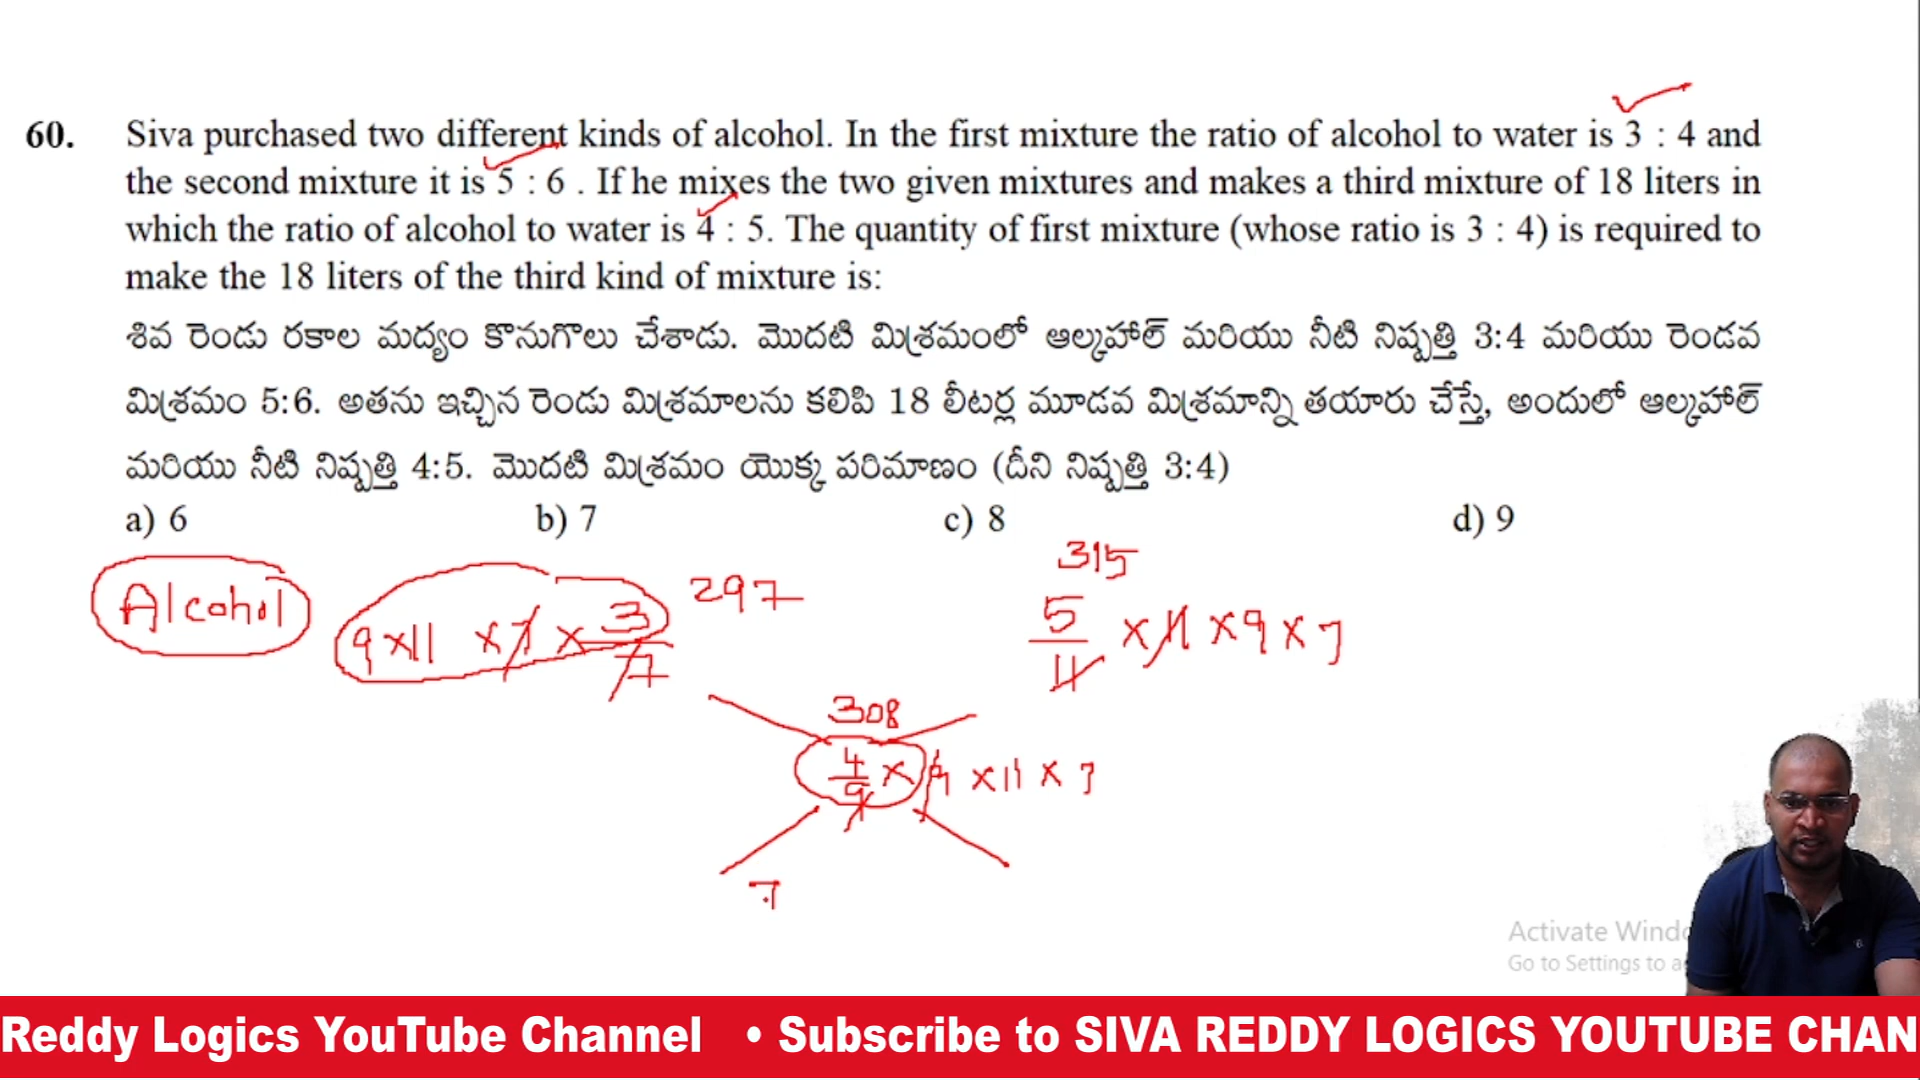 60. Siva purchased two different kinds of alcohol. In the first mixture the ratio of alcohol to water is 3 : 4 and
the second mixture it is 5 : 6 . If he mixes the two given mixtures and makes a third mixture of 18 liters in
which the ratio of alcohol to water is 4 : 5. The quantity of first mixture (whose ratio is 3 : 4) is required to
make the 18 liters of the third kind of mixture is:
శివ రెండు రకాల మద్యం కొనుగొలు చేశాడు. మొదటి మిశ్రమంలో ఆల్కహాల్ మరియు నీటి నిష్పత్తి 3:4 మరియు రెండవ
మిశ్రమం 5:6. అతను ఇచ్చిన రెండు మిశ్రమాలను కలిపి 18 లీటర్ల మూడవ మిశ్రమాన్ని తయారు చేస్తే, అందులో ఆల్కహాల్
మరియు నీటి నిష్పత్తి 4:5. మొదటి మిశ్రమం యొక్క పరిమాణం (దీని నిష్పత్తి 3:4)
a) 6 b) 7 c) 8 d) 9
315
Alcohol 9×11 ×7 × 3/7 297 5/11 ×11 ×9 ×7
308
4/9 × 9 ×11 × 7
7
Activate Windo
Go to Settings to a
Reddy Logics YouTube Channel • Subscribe to SIVA REDDY LOGICS YOUTUBE CHAN